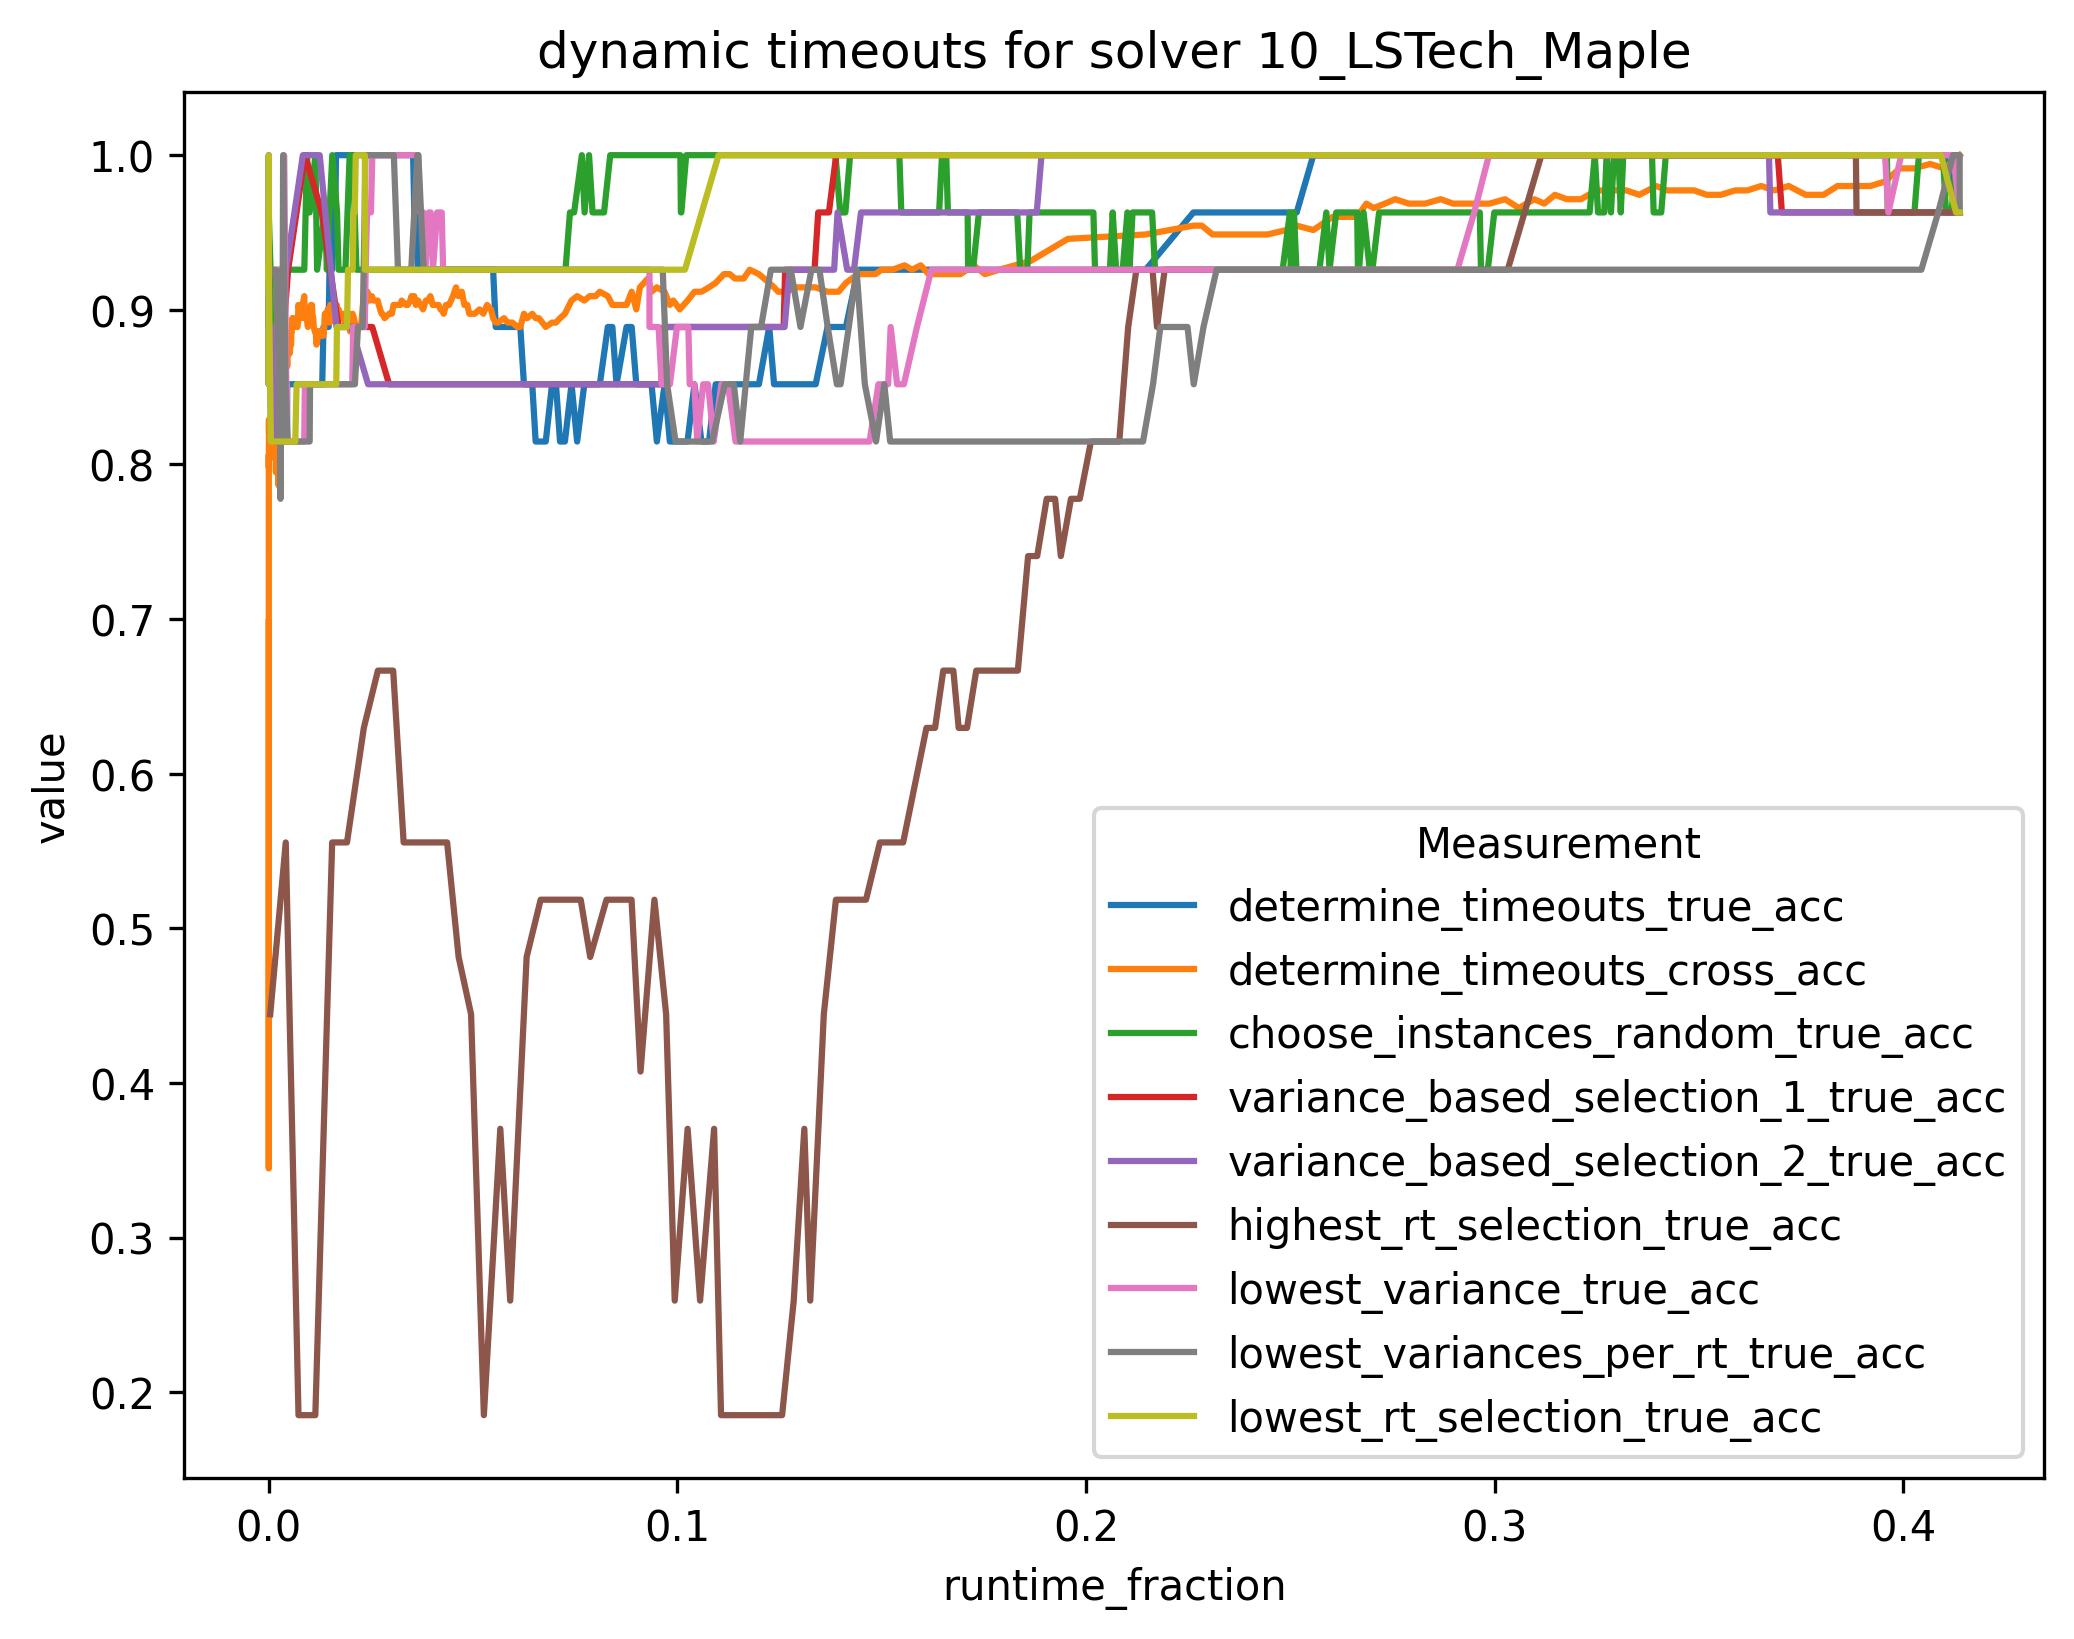 dynamic timeouts for solver 10_LSTech_Maple
value
1.0
0.9
0.8
0.7
0.6
0.5
0.4
0.3
0.2
Measurement
determine_timeouts_true_acc
determine_timeouts_cross_acc
choose_instances_random_true_acc
variance_based_selection_1_true_acc
variance_based_selection_2_true_acc
highest_rt_selection_true_acc
lowest_variance_true_acc
lowest_variances_per_rt_true_acc
lowest_rt_selection_true_acc
0.0 0.1 0.2 0.3 0.4
runtime_fraction